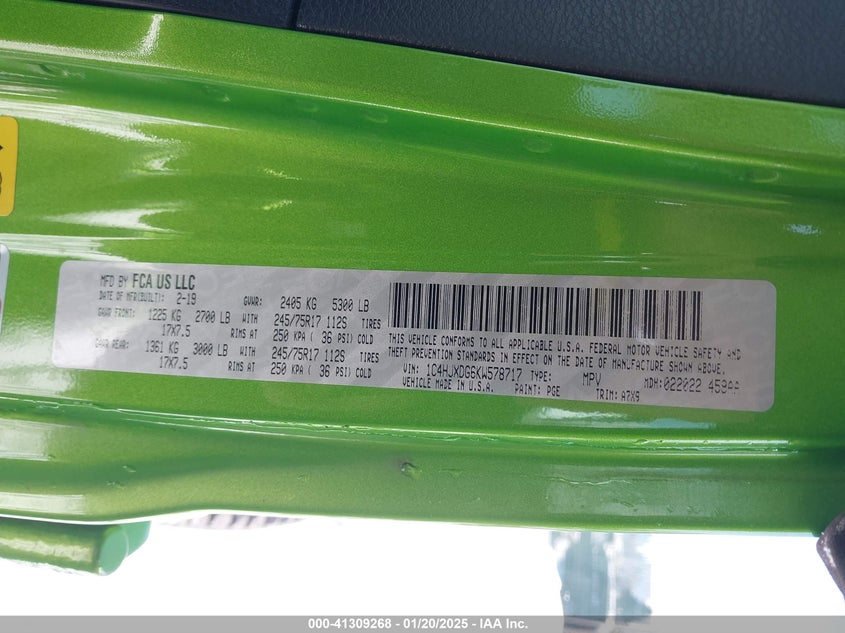 MFD BY FCA US LLC
DATE OF MFR(BUILT): 2-19 GVWR: 2405 KG 5300 LB
GAWR FRONT: 1225 KG 2700 LB WITH 245/75R17 112S TIRES
17X7.5 RIMS AT 250 KPA ( 36 PSI) COLD
GAWR REAR: 1361 KG 3000 LB WITH 245/75R17 112S TIRES
17X7.5 RIMS AT 250 KPA ( 36 PSI) COLD
THIS VEHICLE CONFORMS TO ALL APPLICABLE U.S.A. FEDERAL MOTOR VEHICLE SAFETY AND
THEFT PREVENTION STANDARDS IN EFFECT ON THE DATE OF MANUFACTURE SHOWN ABOVE.
VIN: 1C4HJXDG6KW578717 TYPE: MPV MDH: 022022 459AA
VEHICLE MADE IN U.S.A. PAINT: PGE TRIM: A7X9
000-41309268 - 01/20/2025 - IAA Inc.